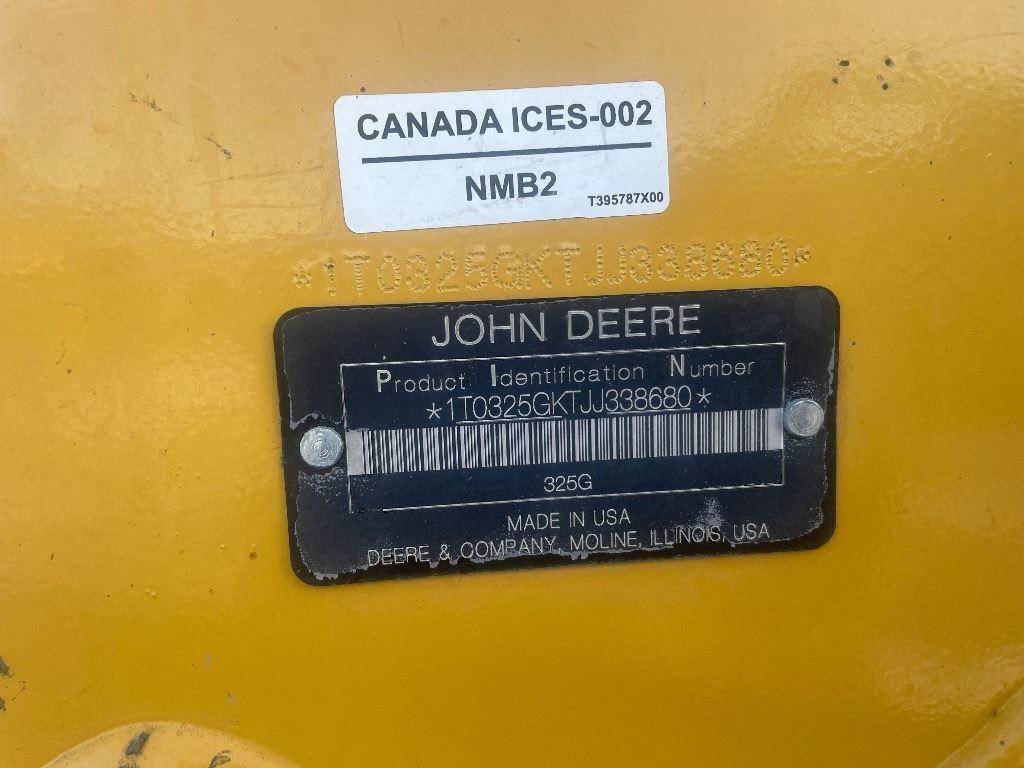 CANADA ICES-002
NMB2
T395787X00
*1T0325GKTJJ338680*
JOHN DEERE
Product Identification Number
*1T0325GKTJJ338680*
325G
MADE IN USA
DEERE & COMPANY, MOLINE, ILLINOIS, USA